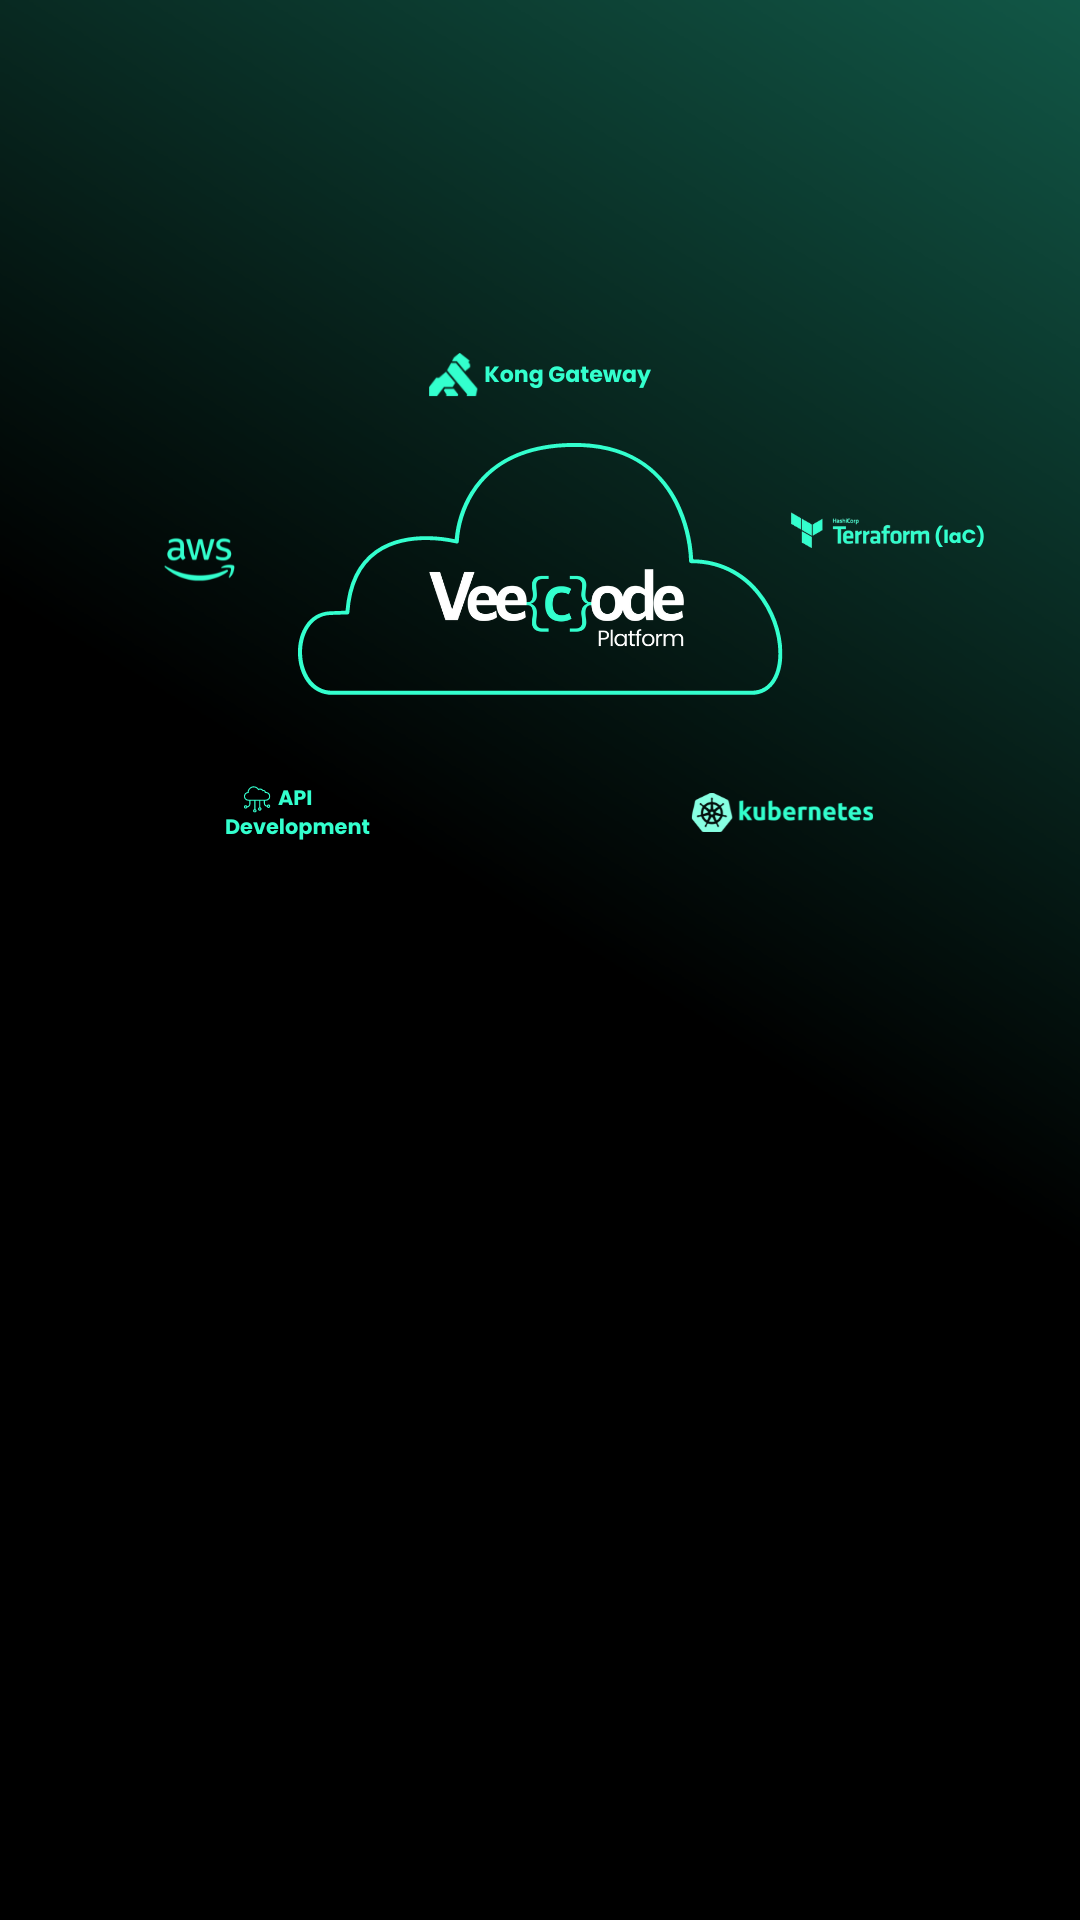 Kong Gateway
aws
HashiCorp
Terraform (IaC)
Vee{c}ode
Platform
API
Development
kubernetes